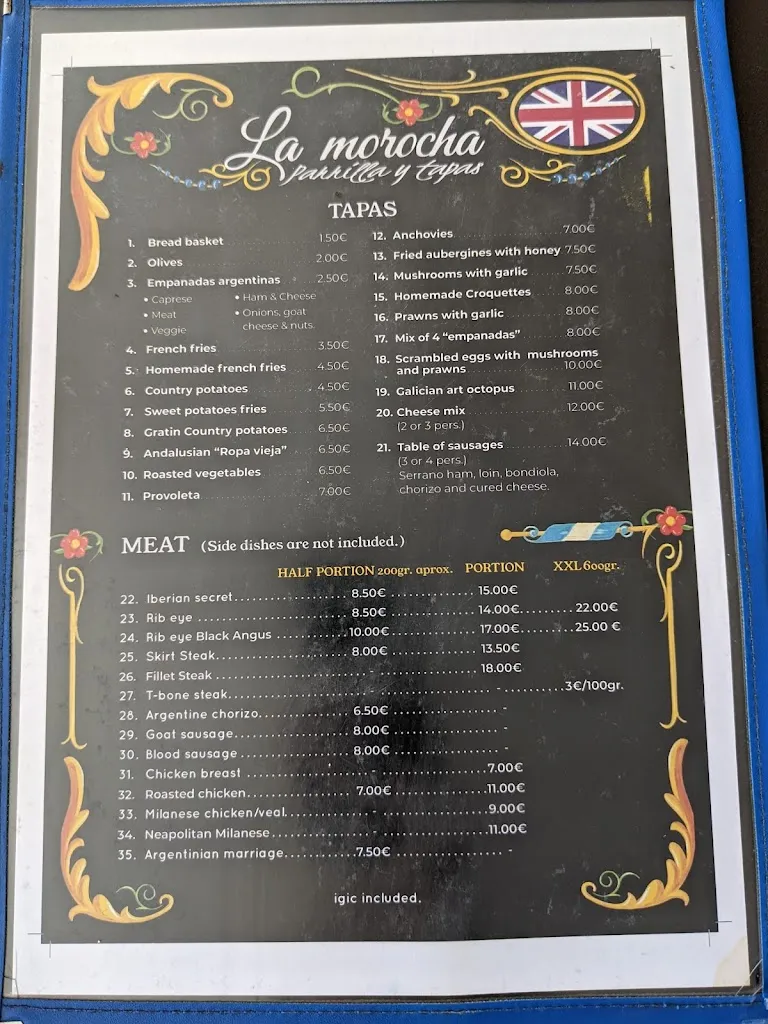 La morocha
Parrilla y tapas
TAPAS
1. Bread basket 1.50€
2. Olives 2.00€
3. Empanadas argentinas 2.50€
• Caprese • Ham & Cheese
• Meat • Onions, goat
• Veggie cheese & nuts.
4. French fries 3.50€
5. Homemade french fries 4.50€
6. Country potatoes 4.50€
7. Sweet potatoes fries 5.50€
8. Gratin Country potatoes 6.50€
9. Andalusian “Ropa vieja” 6.50€
10. Roasted vegetables 6.50€
11. Provoleta 7.00€
12. Anchovies 7.00€
13. Fried aubergines with honey 7.50€
14. Mushrooms with garlic 7.50€
15. Homemade Croquettes 8.00€
16. Prawns with garlic 8.00€
17. Mix of 4 “empanadas” 8.00€
18. Scrambled eggs with mushrooms
and prawns 10.00€
19. Galician art octopus 11.00€
20. Cheese mix 12.00€
(2 or 3 pers.)
21. Table of sausages 14.00€
(3 or 4 pers.)
Serrano ham, loin, bondiola,
chorizo and cured cheese.
MEAT (Side dishes are not included.)
HALF PORTION 200gr. aprox. PORTION XXL 600gr.
22. Iberian secret 8.50€ 15.00€
23. Rib eye 8.50€ 14.00€ 22.00€
24. Rib eye Black Angus 10.00€ 17.00€ 25.00 €
25. Skirt Steak 8.00€ 13.50€
26. Fillet Steak - 18.00€
27. T-bone steak - 3€/100gr.
28. Argentine chorizo 6.50€ -
29. Goat sausage 8.00€ -
30. Blood sausage 8.00€ -
31. Chicken breast - 7.00€
32. Roasted chicken 7.00€ 11.00€
33. Milanese chicken/veal - 9.00€
34. Neapolitan Milanese - 11.00€
35. Argentinian marriage 7.50€ -
igic included.